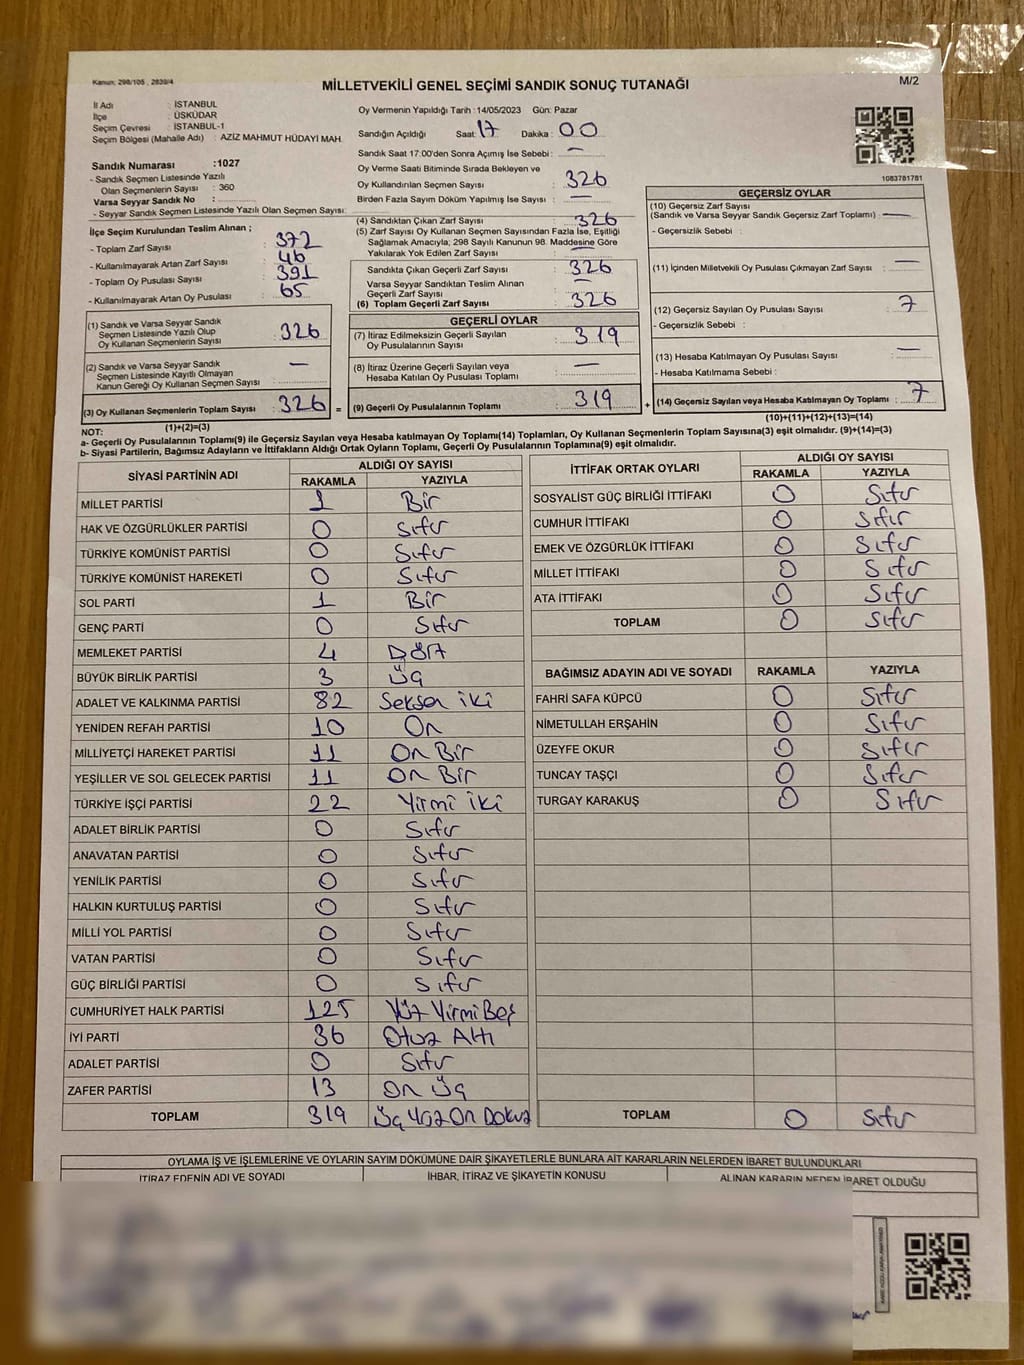 Kanun: 298/105 , 2839/4
MİLLETVEKİLİ GENEL SEÇİMİ SANDIK SONUÇ TUTANAĞI
M/2
İl Adı : İSTANBUL
İlçe : ÜSKÜDAR
Seçim Çevresi : İSTANBUL-1
Seçim Bölgesi (Mahalle Adı) : AZİZ MAHMUT HÜDAYİ MAH.
Sandık Numarası :1027
- Sandık Seçmen Listesinde Yazılı
Olan Seçmenlerin Sayısı : 360
Varsa Seyyar Sandık No :
- Seyyar Sandık Seçmen Listesinde Yazılı Olan Seçmen Sayısı:
İlçe Seçim Kurulundan Teslim Alınan ;
- Toplam Zarf Sayısı : 372
- Kullanılmayarak Artan Zarf Sayısı : 46
- Toplam Oy Pusulası Sayısı : 391
- Kullanılmayarak Artan Oy Pusulası : 65
(1) Sandık ve Varsa Seyyar Sandık
Seçmen Listesinde Yazılı Olup
Oy Kullanan Seçmenlerin Sayısı : 326
(2) Sandık ve Varsa Seyyar Sandık
Seçmen Listesinde Kayıtlı Olmayan
Kanun Gereği Oy Kullanan Seçmen Sayısı : —
(3) Oy Kullanan Seçmenlerin Toplam Sayısı : 326 =
(1)+(2)=(3)
Oy Vermenin Yapıldığı Tarih : 14/05/2023 Gün: Pazar
Sandığın Açıldığı Saat: 17 Dakika : 00
Sandık Saat 17:00'den Sonra Açımış İse Sebebi : —
Oy Verme Saati Bitiminde Sırada Bekleyen ve
Oy Kullandırılan Seçmen Sayısı : 326
Birden Fazla Sayım Döküm Yapılmış İse Sayısı : —
(4) Sandıktan Çıkan Zarf Sayısı : 326
(5) Zarf Sayısı Oy Kullanan Seçmen Sayısından Fazla İse, Eşitliği
Sağlamak Amacıyla; 298 Sayılı Kanunun 98. Maddesine Göre
Yakılarak Yok Edilen Zarf Sayısı : —
Sandıkta Çıkan Geçerli Zarf Sayısı : 326
Varsa Seyyar Sandıktan Teslim Alınan
Geçerli Zarf Sayısı : —
(6) Toplam Geçerli Zarf Sayısı : 326
GEÇERLİ OYLAR
(7) İtiraz Edilmeksizin Geçerli Sayılan
Oy Pusulalarının Sayısı : 319
(8) İtiraz Üzerine Geçerli Sayılan veya
Hesaba Katılan Oy Pusulası Toplamı : —
(9) Geçerli Oy Pusulalarının Toplamı : 319 +
1083781781
GEÇERSİZ OYLAR
(10) Geçersiz Zarf Sayısı
(Sandık ve Varsa Seyyar Sandık Geçersiz Zarf Toplamı) : —
- Geçersizlik Sebebi :
(11) İçinden Milletvekili Oy Pusulası Çıkmayan Zarf Sayısı : —
(12) Geçersiz Sayılan Oy Pusulası Sayısı : 7
- Geçersizlik Sebebi :
(13) Hesaba Katılmayan Oy Pusulası Sayısı : —
- Hesaba Katılmama Sebebi :
(14) Geçersiz Sayılan veya Hesaba Katılmayan Oy Toplamı : 7
(10)+(11)+(12)+(13)=(14)
NOT:
a- Geçerli Oy Pusulalarının Toplamı(9) ile Geçersiz Sayılan veya Hesaba katılmayan Oy Toplamı(14) Toplamları, Oy Kullanan Seçmenlerin Toplam Sayısına(3) eşit olmalıdır. (9)+(14)=(3)
b- Siyasi Partilerin, Bağımsız Adayların ve İttifakların Aldığı Ortak Oyların Toplamı, Geçerli Oy Pusulalarının Toplamına(9) eşit olmalıdır.
SİYASİ PARTİNİN ADI ALDIĞI OY SAYISI
RAKAMLA YAZIYLA
MİLLET PARTİSİ 1 Bir
HAK VE ÖZGÜRLÜKLER PARTİSİ 0 Sıfır
TÜRKİYE KOMÜNİST PARTİSİ 0 Sıfır
TÜRKİYE KOMÜNİST HAREKETİ 0 Sıfır
SOL PARTİ 1 Bir
GENÇ PARTİ 0 Sıfır
MEMLEKET PARTİSİ 4 Dört
BÜYÜK BİRLİK PARTİSİ 3 Üç
ADALET VE KALKINMA PARTİSİ 82 Seksen iki
YENİDEN REFAH PARTİSİ 10 On
MİLLİYETÇİ HAREKET PARTİSİ 11 On Bir
YEŞİLLER VE SOL GELECEK PARTİSİ 11 On Bir
TÜRKİYE İŞÇİ PARTİSİ 22 Yirmi iki
ADALET BİRLİK PARTİSİ 0 Sıfır
ANAVATAN PARTİSİ 0 Sıfır
YENİLİK PARTİSİ 0 Sıfır
HALKIN KURTULUŞ PARTİSİ 0 Sıfır
MİLLİ YOL PARTİSİ 0 Sıfır
VATAN PARTİSİ 0 Sıfır
GÜÇ BİRLİĞİ PARTİSİ 0 Sıfır
CUMHURİYET HALK PARTİSİ 125 Yüz Yirmi Beş
İYİ PARTİ 36 Otuz Altı
ADALET PARTİSİ 0 Sıfır
ZAFER PARTİSİ 13 On Üç
TOPLAM 319 Üç Yüz On Dokuz
İTTİFAK ORTAK OYLARI ALDIĞI OY SAYISI
RAKAMLA YAZIYLA
SOSYALİST GÜÇ BİRLİĞİ İTTİFAKI 0 Sıfır
CUMHUR İTTİFAKI 0 Sıfır
EMEK VE ÖZGÜRLÜK İTTİFAKI 0 Sıfır
MİLLET İTTİFAKI 0 Sıfır
ATA İTTİFAKI 0 Sıfır
TOPLAM 0 Sıfır
BAĞIMSIZ ADAYIN ADI VE SOYADI RAKAMLA YAZIYLA
FAHRİ SAFA KÜPCÜ 0 Sıfır
NİMETULLAH ERŞAHİN 0 Sıfır
ÜZEYFE OKUR 0 Sıfır
TUNCAY TAŞÇI 0 Sıfır
TURGAY KARAKUŞ 0 Sıfır
TOPLAM 0 Sıfır
OYLAMA İŞ VE İŞLEMLERİNE VE OYLARIN SAYIM DÖKÜMÜNE DAİR ŞİKAYETLERLE BUNLARA AİT KARARLARIN NELERDEN İBARET BULUNDUKLARI
İTİRAZ EDENİN ADI VE SOYADI İHBAR, İTİRAZ VE ŞİKAYETİN KONUSU ALINAN KARARIN NEDEN İBARET OLDUĞU